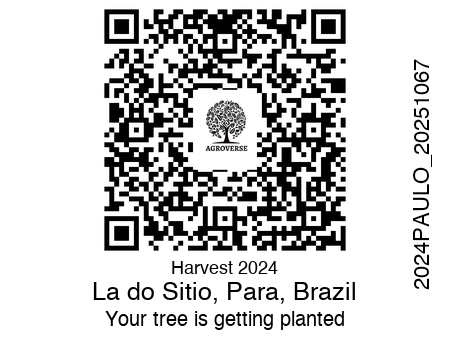 AGROVERSE
Harvest 2024
La do Sitio, Para, Brazil
Your tree is getting planted
2024PAULO_20251067